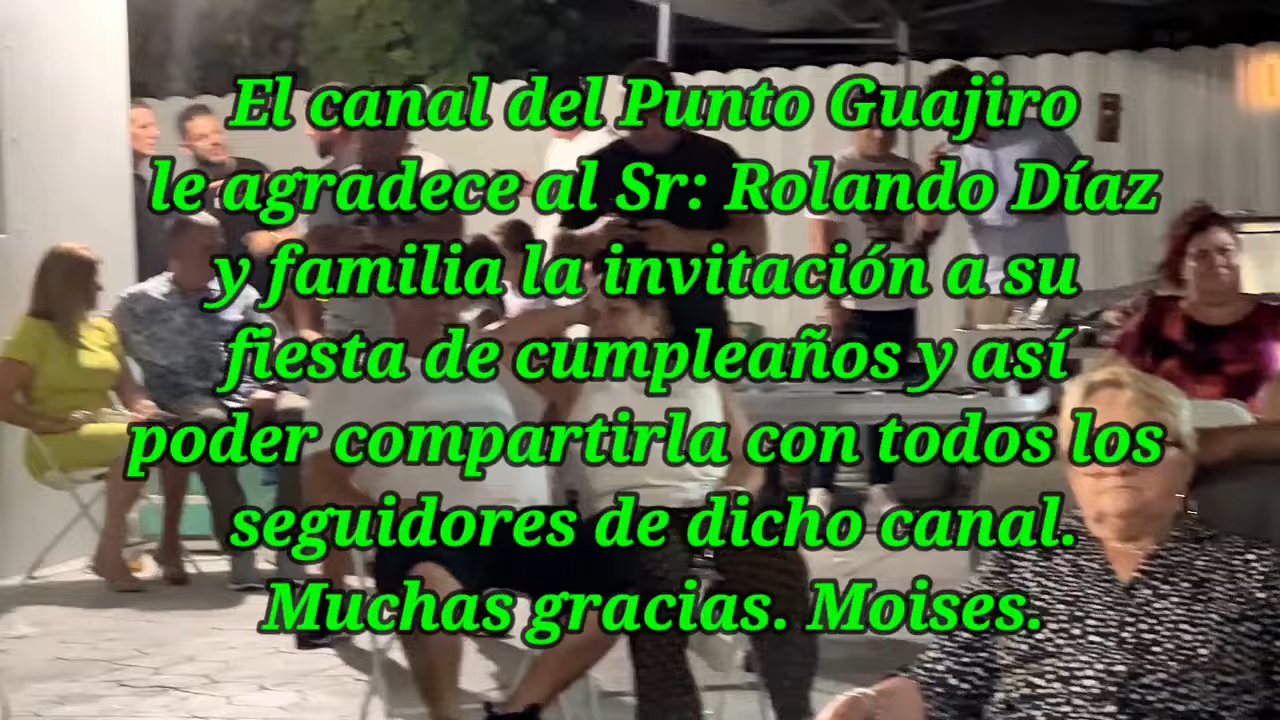 El canal del Punto Guajiro
le agradece al Sr: Rolando Díaz
y familia la invitación a su
fiesta de cumpleaños y así
poder compartirla con todos los
seguidores de dicho canal.
Muchas gracias. Moises.